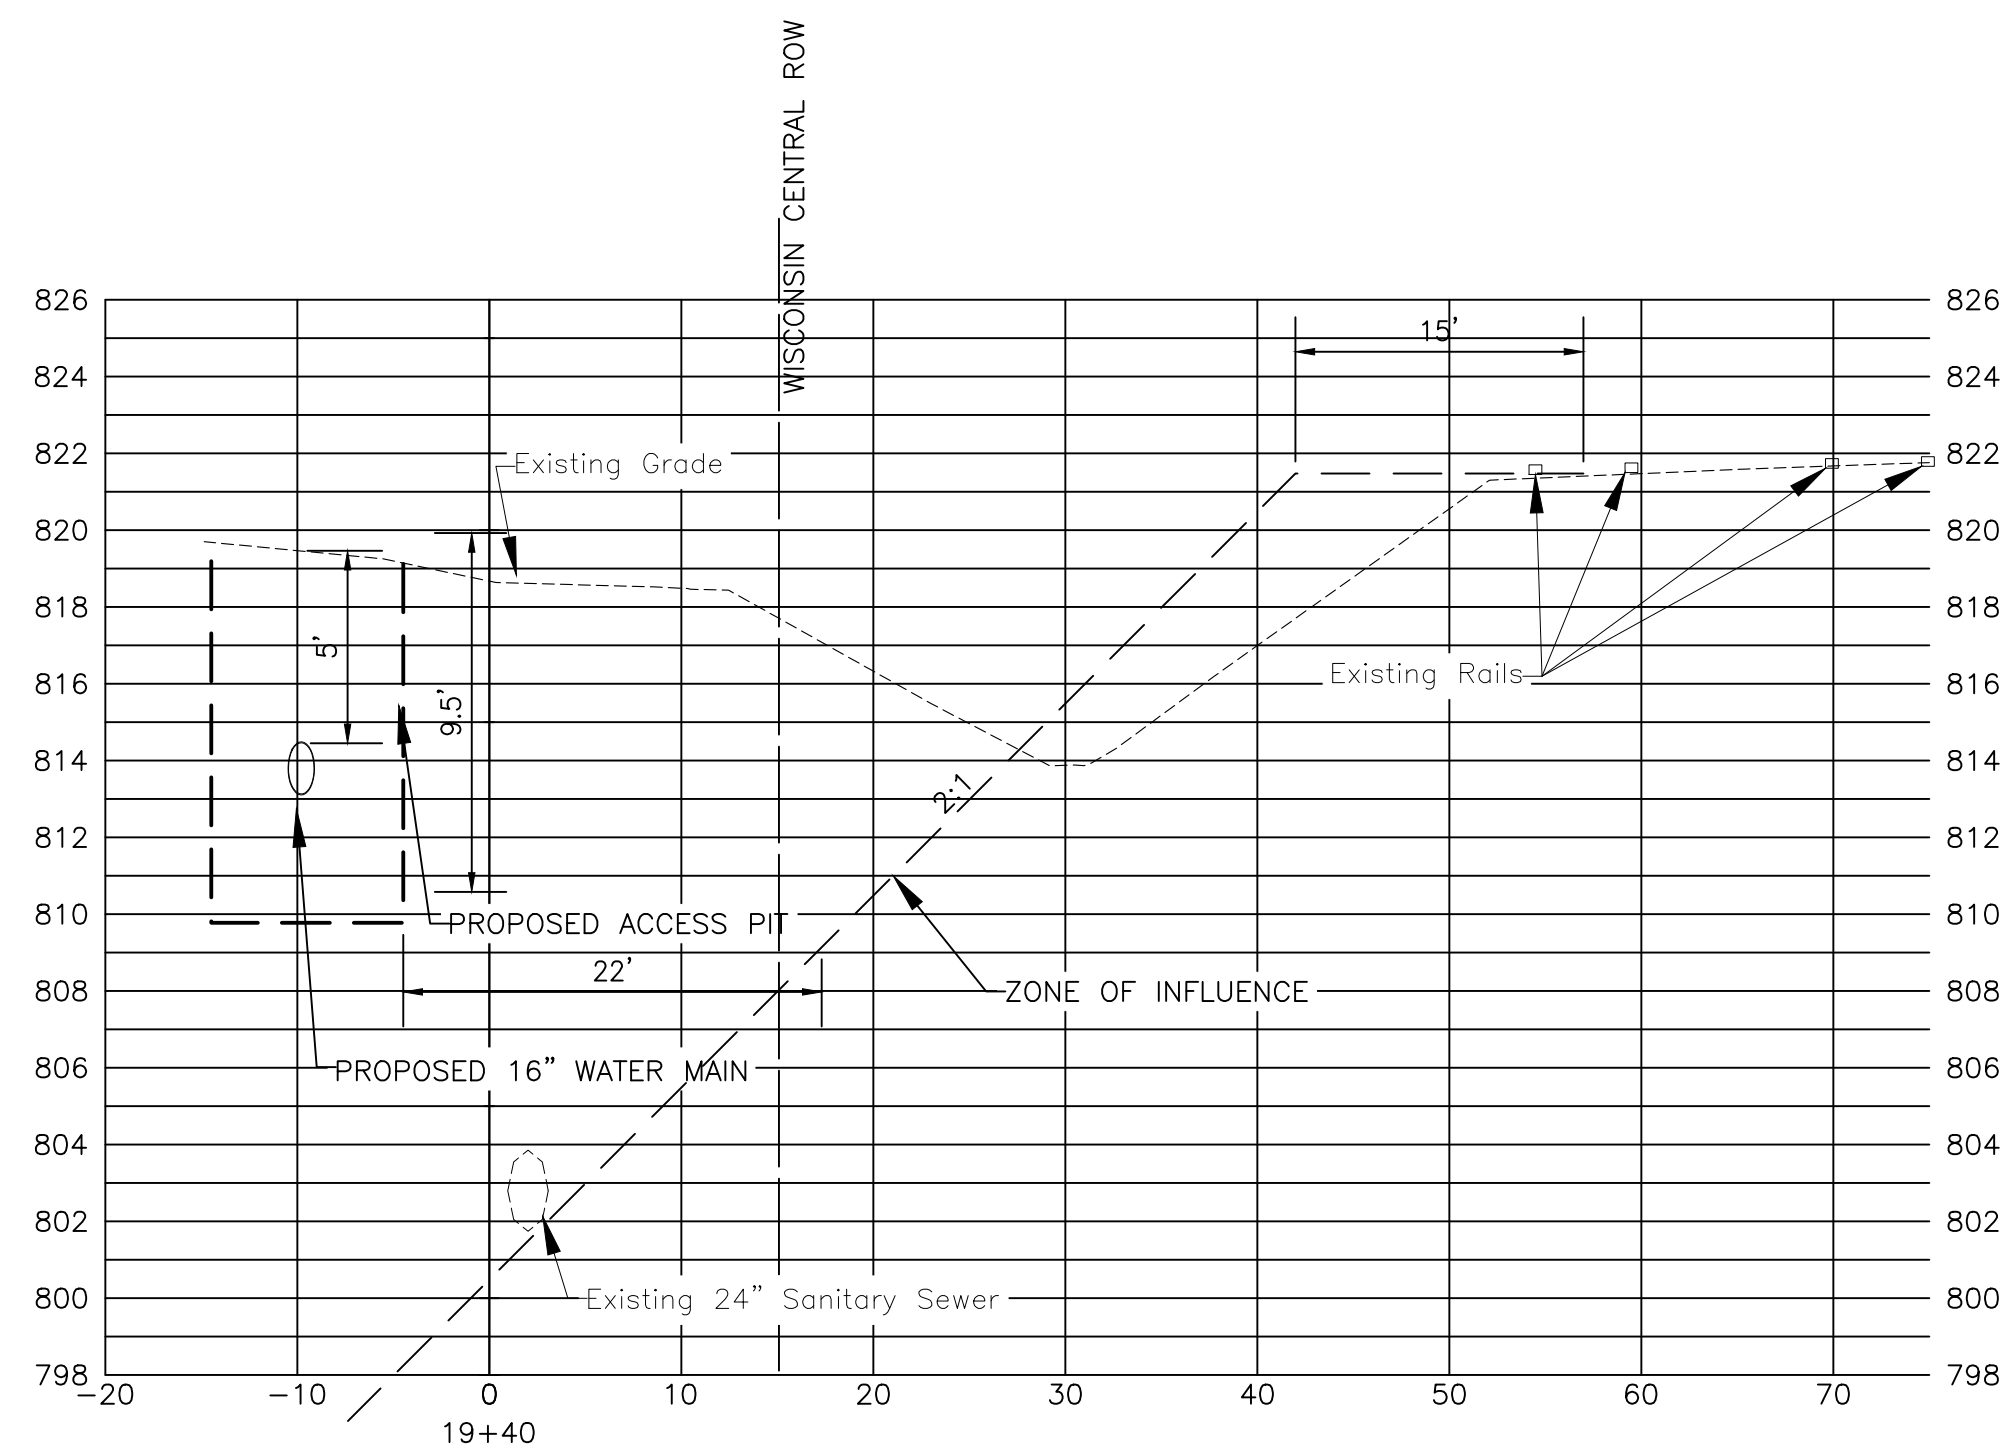 WISCONSIN CENTRAL ROW
826 826
15'
824 824
822 822
Existing Grade
820 820
818 818
5'
Existing Rails
816 816
9.5'
814 814
2:1
812 812
810 810
PROPOSED ACCESS PIT
22'
808 808
ZONE OF INFLUENCE
806 806
PROPOSED 16" WATER MAIN
804 804
802 802
800 800
Existing 24" Sanitary Sewer
798 798
-20 -10 0 10 20 30 40 50 60 70
19+40